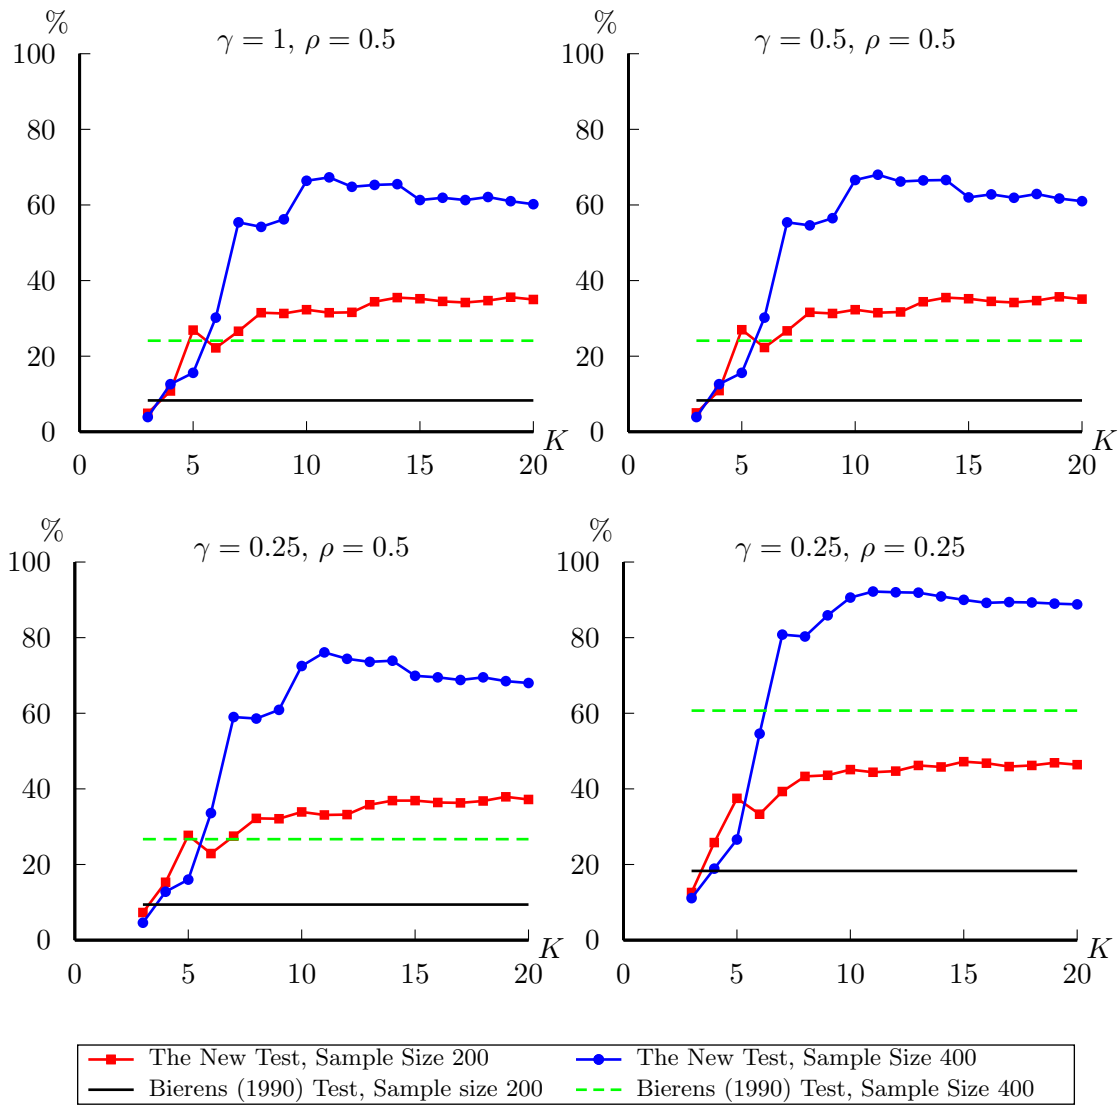 %
γ = 1, ρ = 0.5
100
80
60
40
20
0
K
0 5 10 15 20
%
γ = 0.5, ρ = 0.5
100
80
60
40
20
0
K
0 5 10 15 20
%
γ = 0.25, ρ = 0.5
100
80
60
40
20
0
K
0 5 10 15 20
%
γ = 0.25, ρ = 0.25
100
80
60
40
20
0
K
0 5 10 15 20
The New Test, Sample Size 200
The New Test, Sample Size 400
Bierens (1990) Test, Sample size 200
Bierens (1990) Test, Sample Size 400